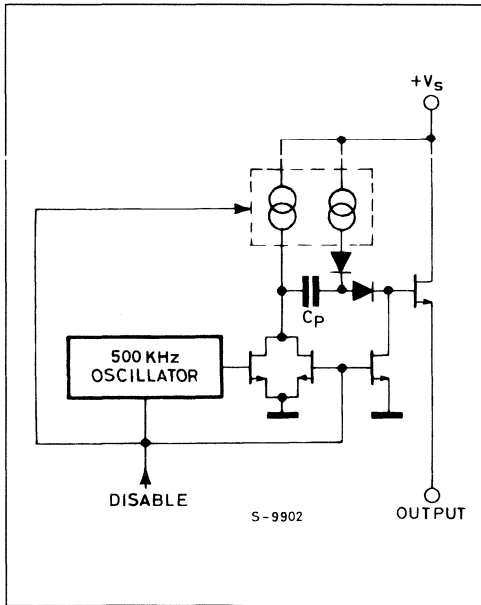 +Vs
CP
500 KHz
OSCILLATOR
DISABLE
S-9902
OUTPUT